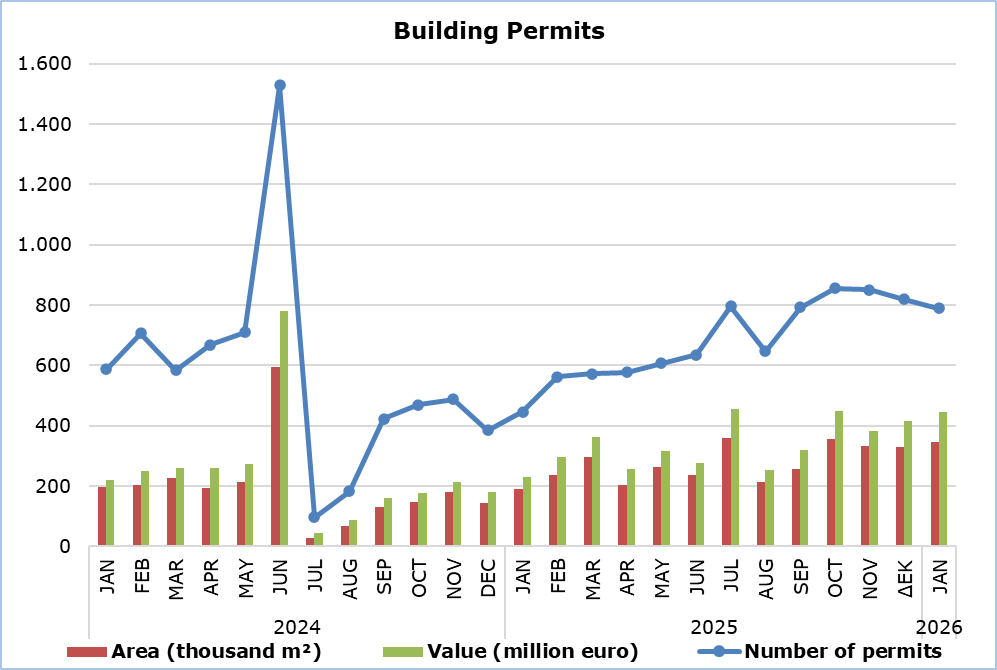 Building Permits
1.600
1.400
1.200
1.000
800
600
400
200
0
JAN FEB MAR APR MAY JUN JUL AUG SEP OCT NOV DEC JAN FEB MAR APR MAY JUN JUL AUG SEP OCT NOV ΔΕΚ JAN
2024 2025 2026
Area (thousand m²) Value (million euro) Number of permits